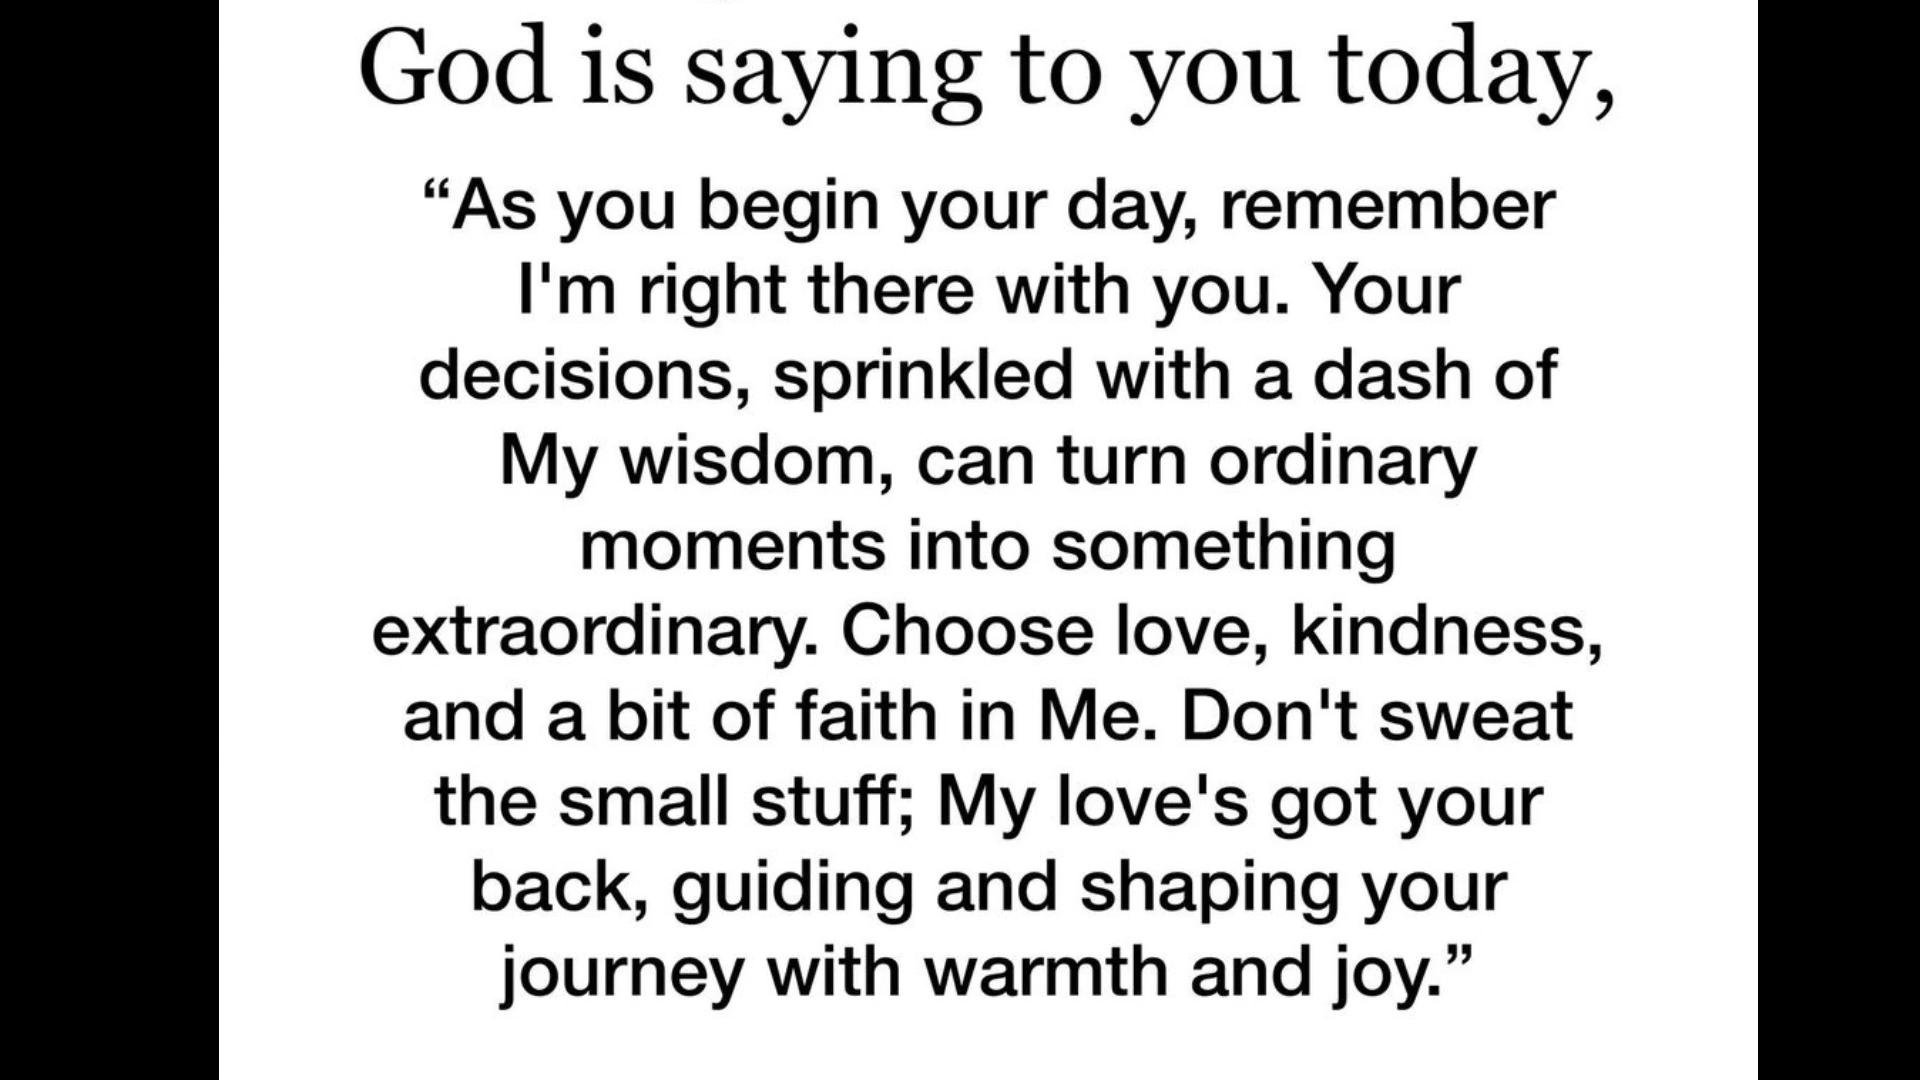 God is saying to you today,
“As you begin your day, remember
I'm right there with you. Your
decisions, sprinkled with a dash of
My wisdom, can turn ordinary
moments into something
extraordinary. Choose love, kindness,
and a bit of faith in Me. Don't sweat
the small stuff; My love's got your
back, guiding and shaping your
journey with warmth and joy.”